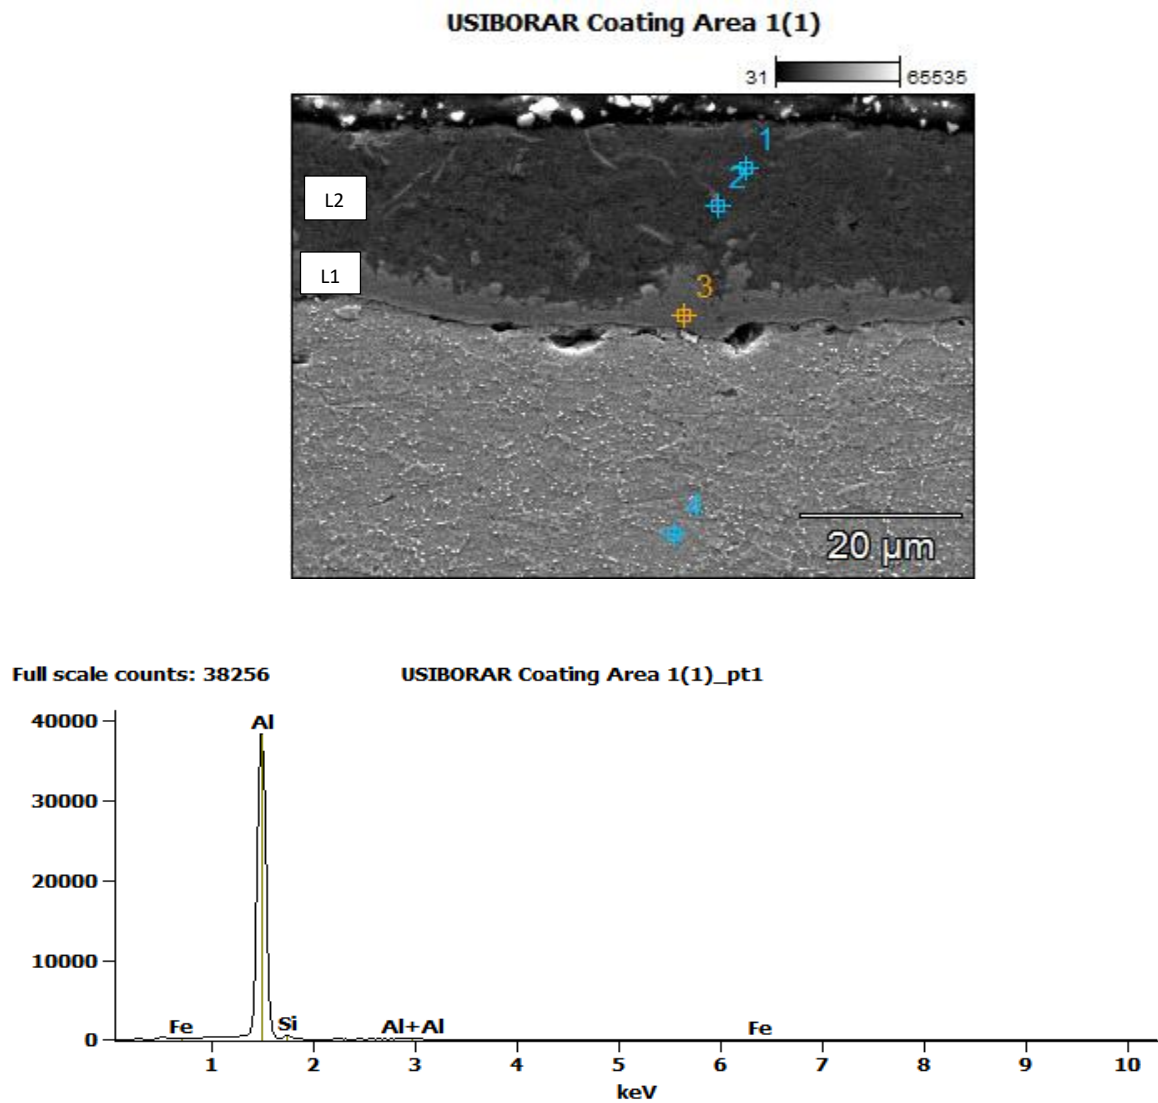 USIBORAR Coating Area 1(1)
31 65535
1
2
L2
L1
3
4
20 µm
Full scale counts: 38256 USIBORAR Coating Area 1(1)_pt1
40000
Al
30000
20000
10000
0
Fe Si Al+Al Fe
1 2 3 4 5 6 7 8 9 10
keV